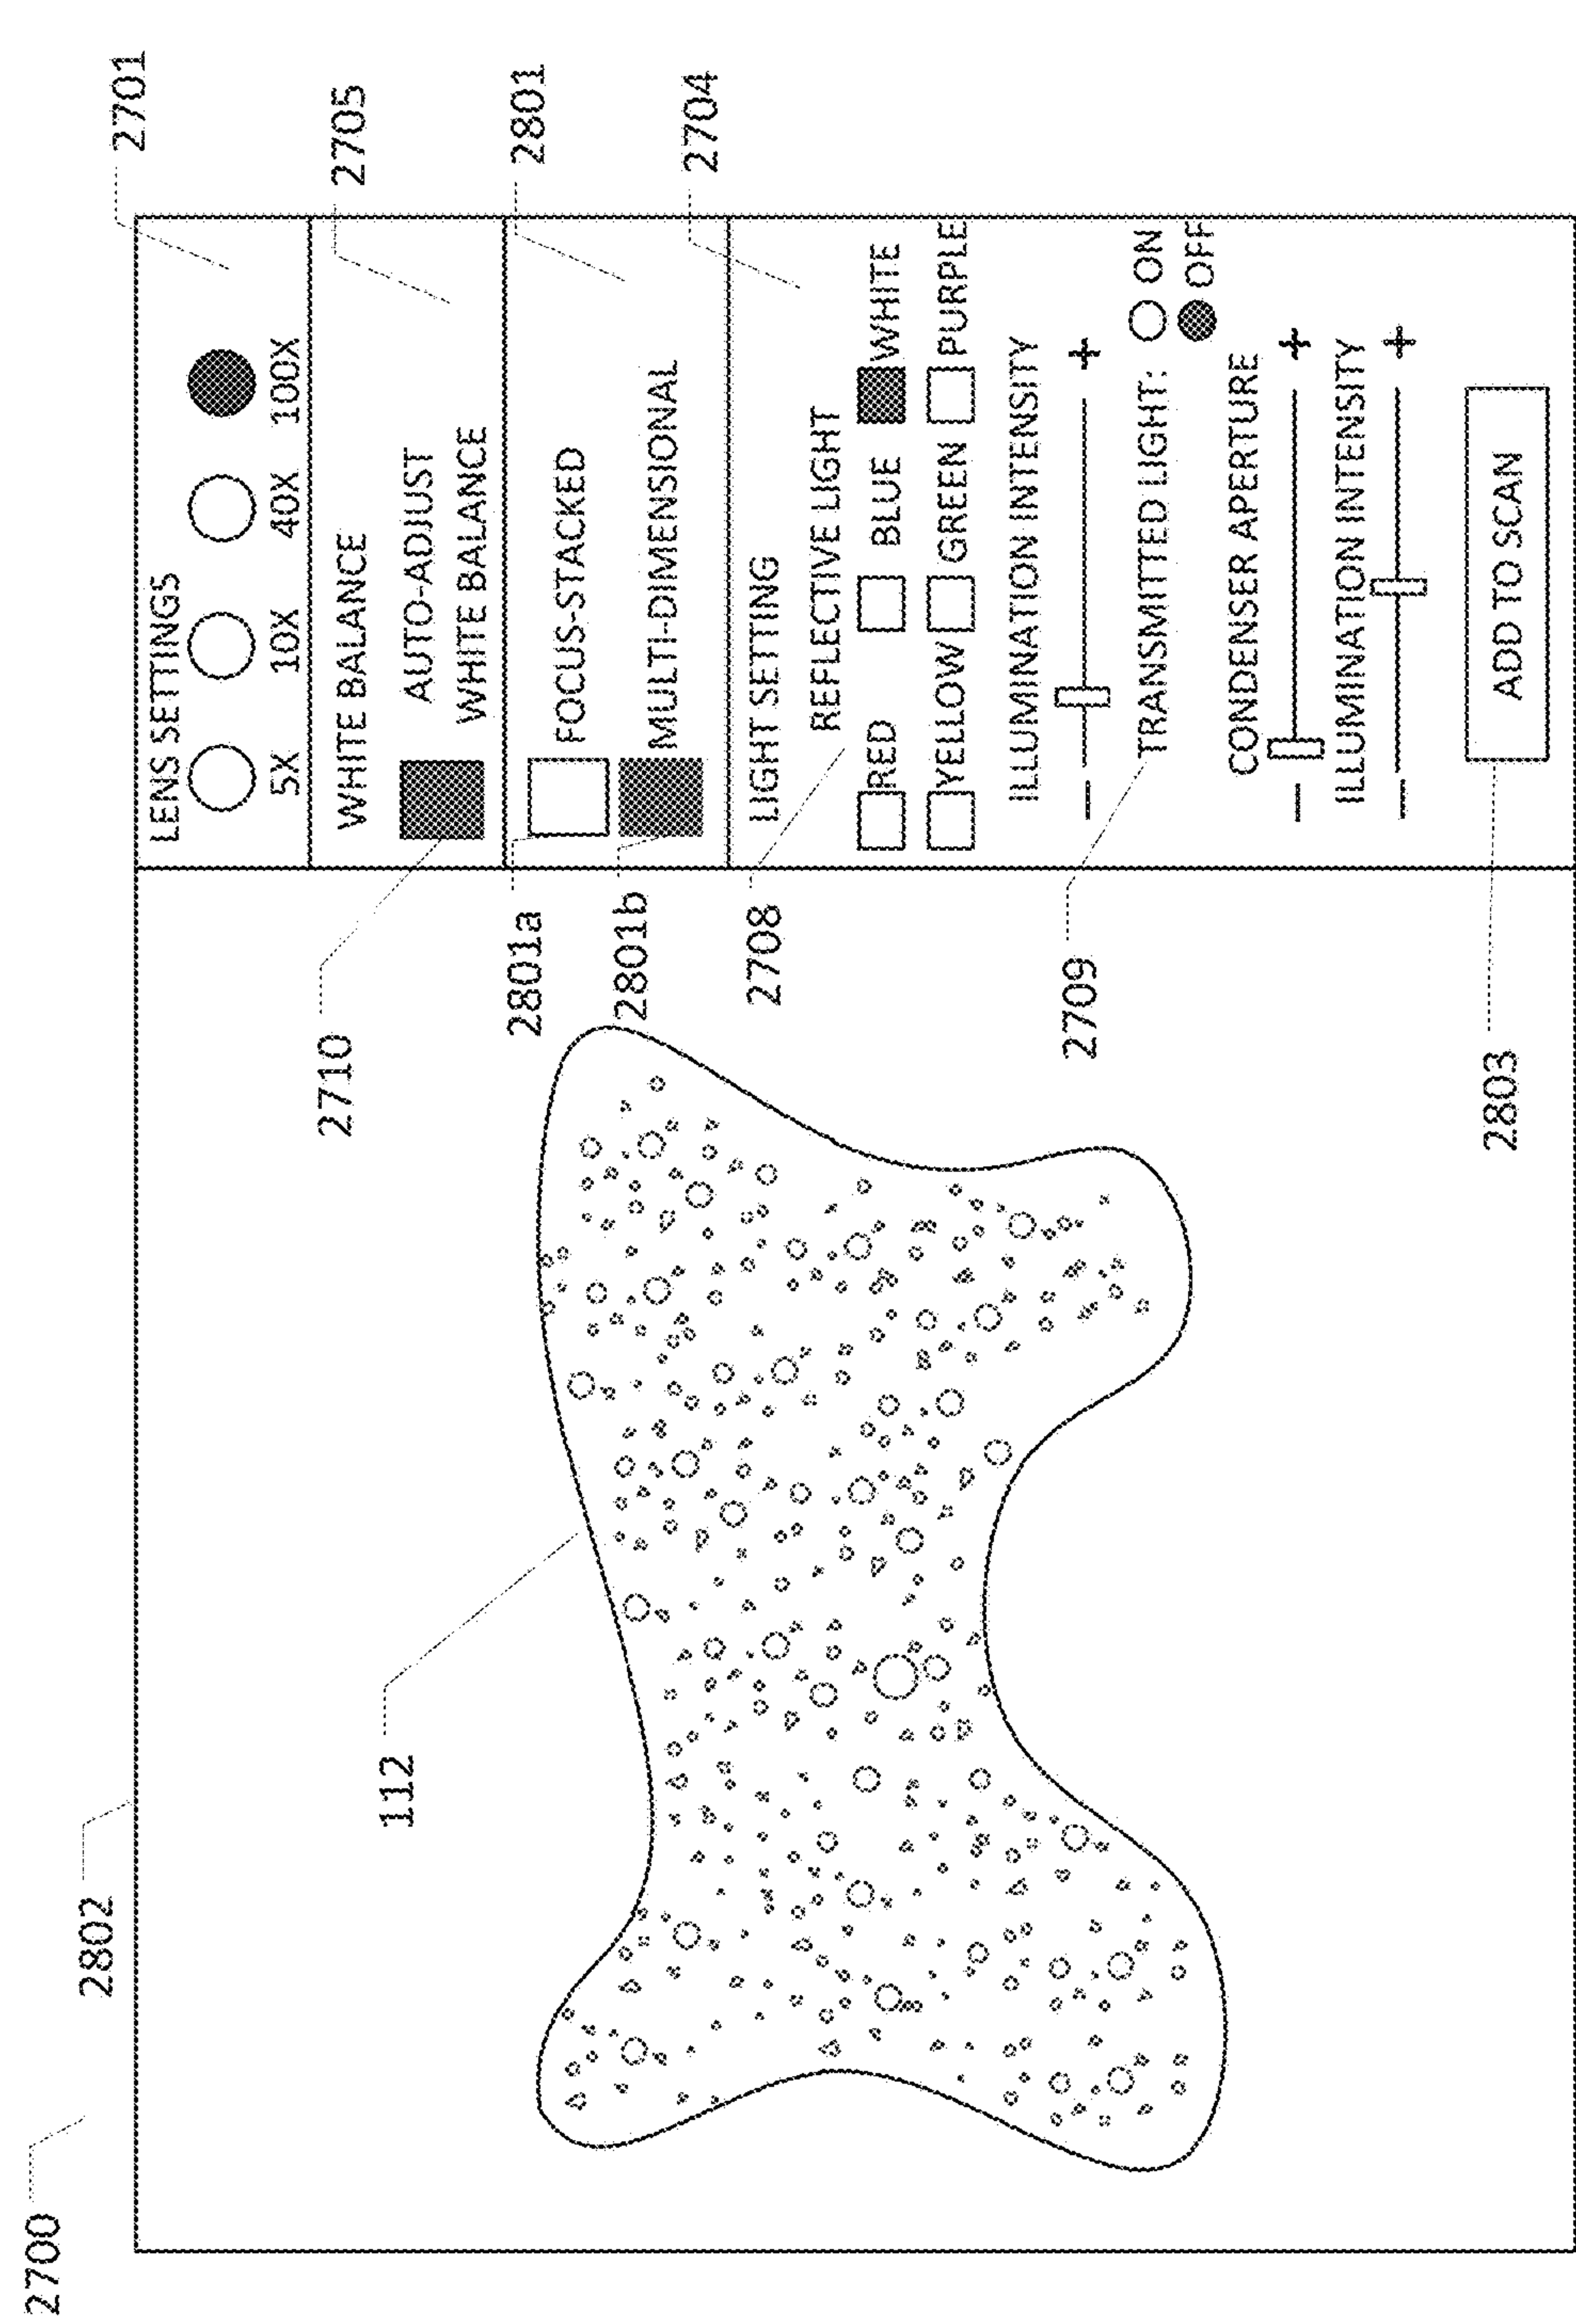 2700
2802
2701
LENS SETTINGS
5X 10X 40X 100X
2705
WHITE BALANCE
2710
AUTO-ADJUST
WHITE BALANCE
112
2801
2801a
FOCUS-STACKED
2801b
MULTI-DIMENSIONAL
2704
LIGHT SETTING
2708
REFLECTIVE LIGHT
RED BLUE WHITE
YELLOW GREEN PURPLE
ILLUMINATION INTENSITY
– +
2709
TRANSMITTED LIGHT: ON
OFF
CONDENSER APERTURE
– +
ILLUMINATION INTENSITY
– +
2803
ADD TO SCAN